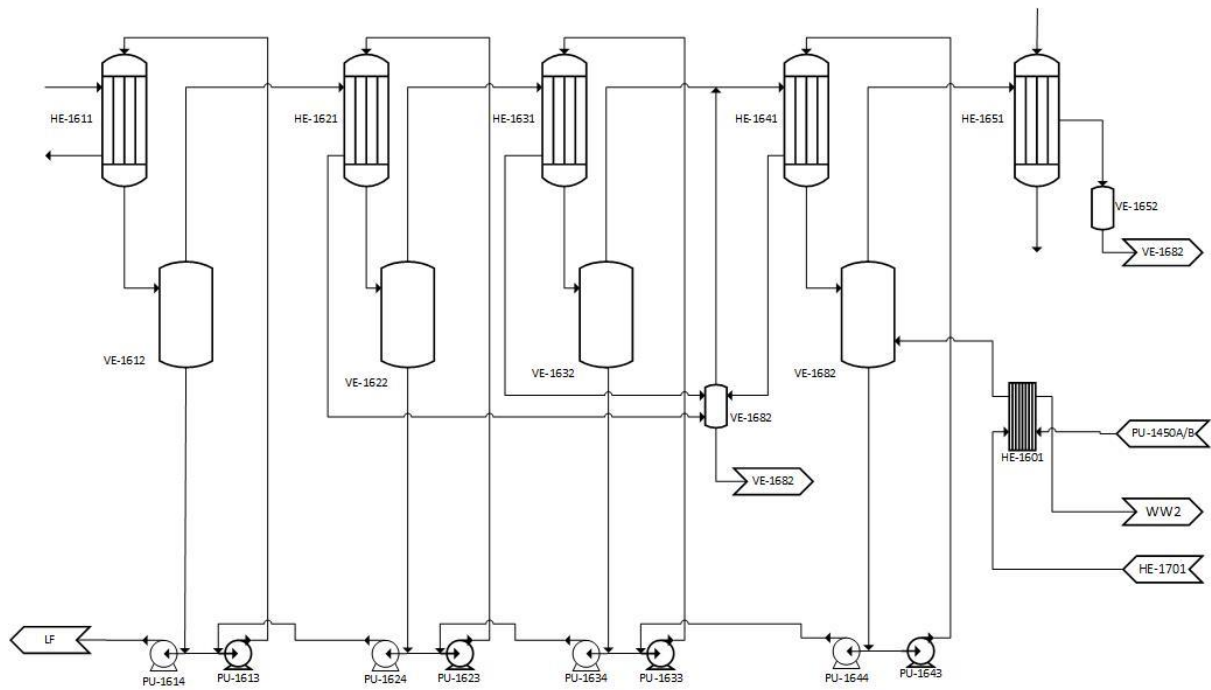 HE-1611
HE-1621
HE-1631
HE-1641
HE-1651
VE-1652
VE-1682
VE-1612
VE-1622
VE-1632
VE-1682
VE-1682
PU-1450A/B
HE-1601
VE-1682
WW2
HE-1701
LF
PU-1614
PU-1613
PU-1624
PU-1623
PU-1634
PU-1633
PU-1644
PU-1643